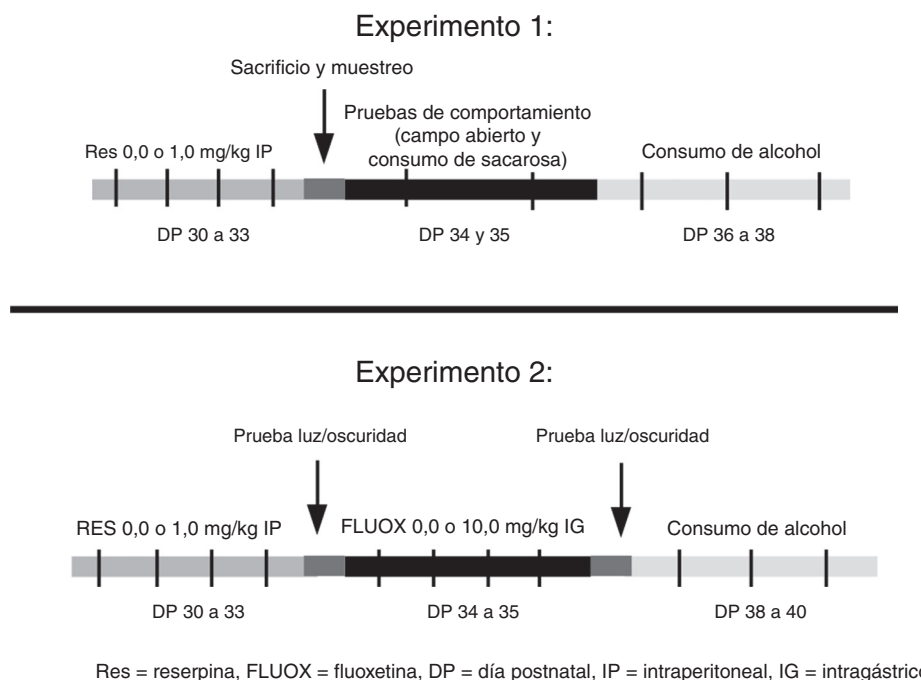 Experimento 1:
Sacrificio y muestreo
Pruebas de comportamiento
(campo abierto y
consumo de sacarosa)
Res 0,0 o 1,0 mg/kg IP
Consumo de alcohol
DP 30 a 33
DP 34 y 35
DP 36 a 38
Experimento 2:
Prueba luz/oscuridad
Prueba luz/oscuridad
RES 0,0 o 1,0 mg/kg IP
FLUOX 0,0 o 10,0 mg/kg IG
Consumo de alcohol
DP 30 a 33
DP 34 a 35
DP 38 a 40
Res = reserpina, FLUOX = fluoxetina, DP = día postnatal, IP = intraperitoneal, IG = intragástrico